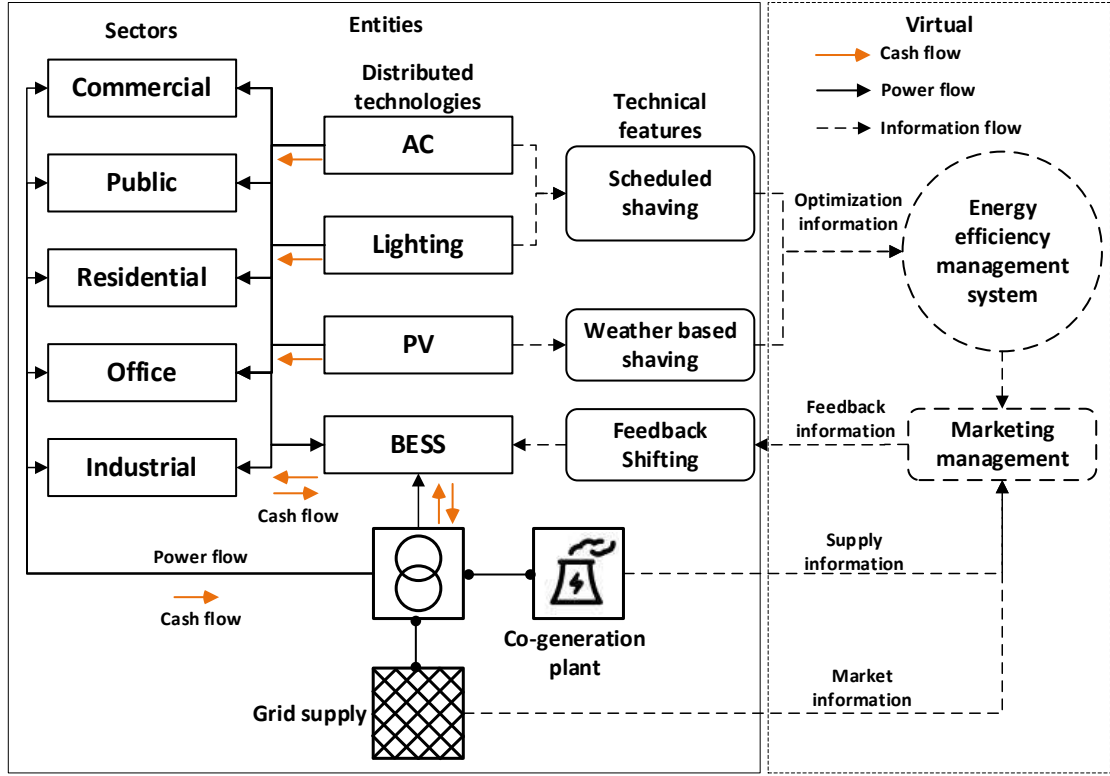 Sectors
Entities
Virtual
Cash flow
Power flow
Information flow
Distributed
technologies
Technical
features
Commercial
Public
Residential
Office
Industrial
AC
Lighting
PV
BESS
Scheduled
shaving
Weather based
shaving
Feedback
Shifting
Optimization
information
Energy
efficiency
management
system
Feedback
information
Marketing
management
Cash flow
Power flow
Cash flow
Supply
information
Co-generation
plant
Market
information
Grid supply